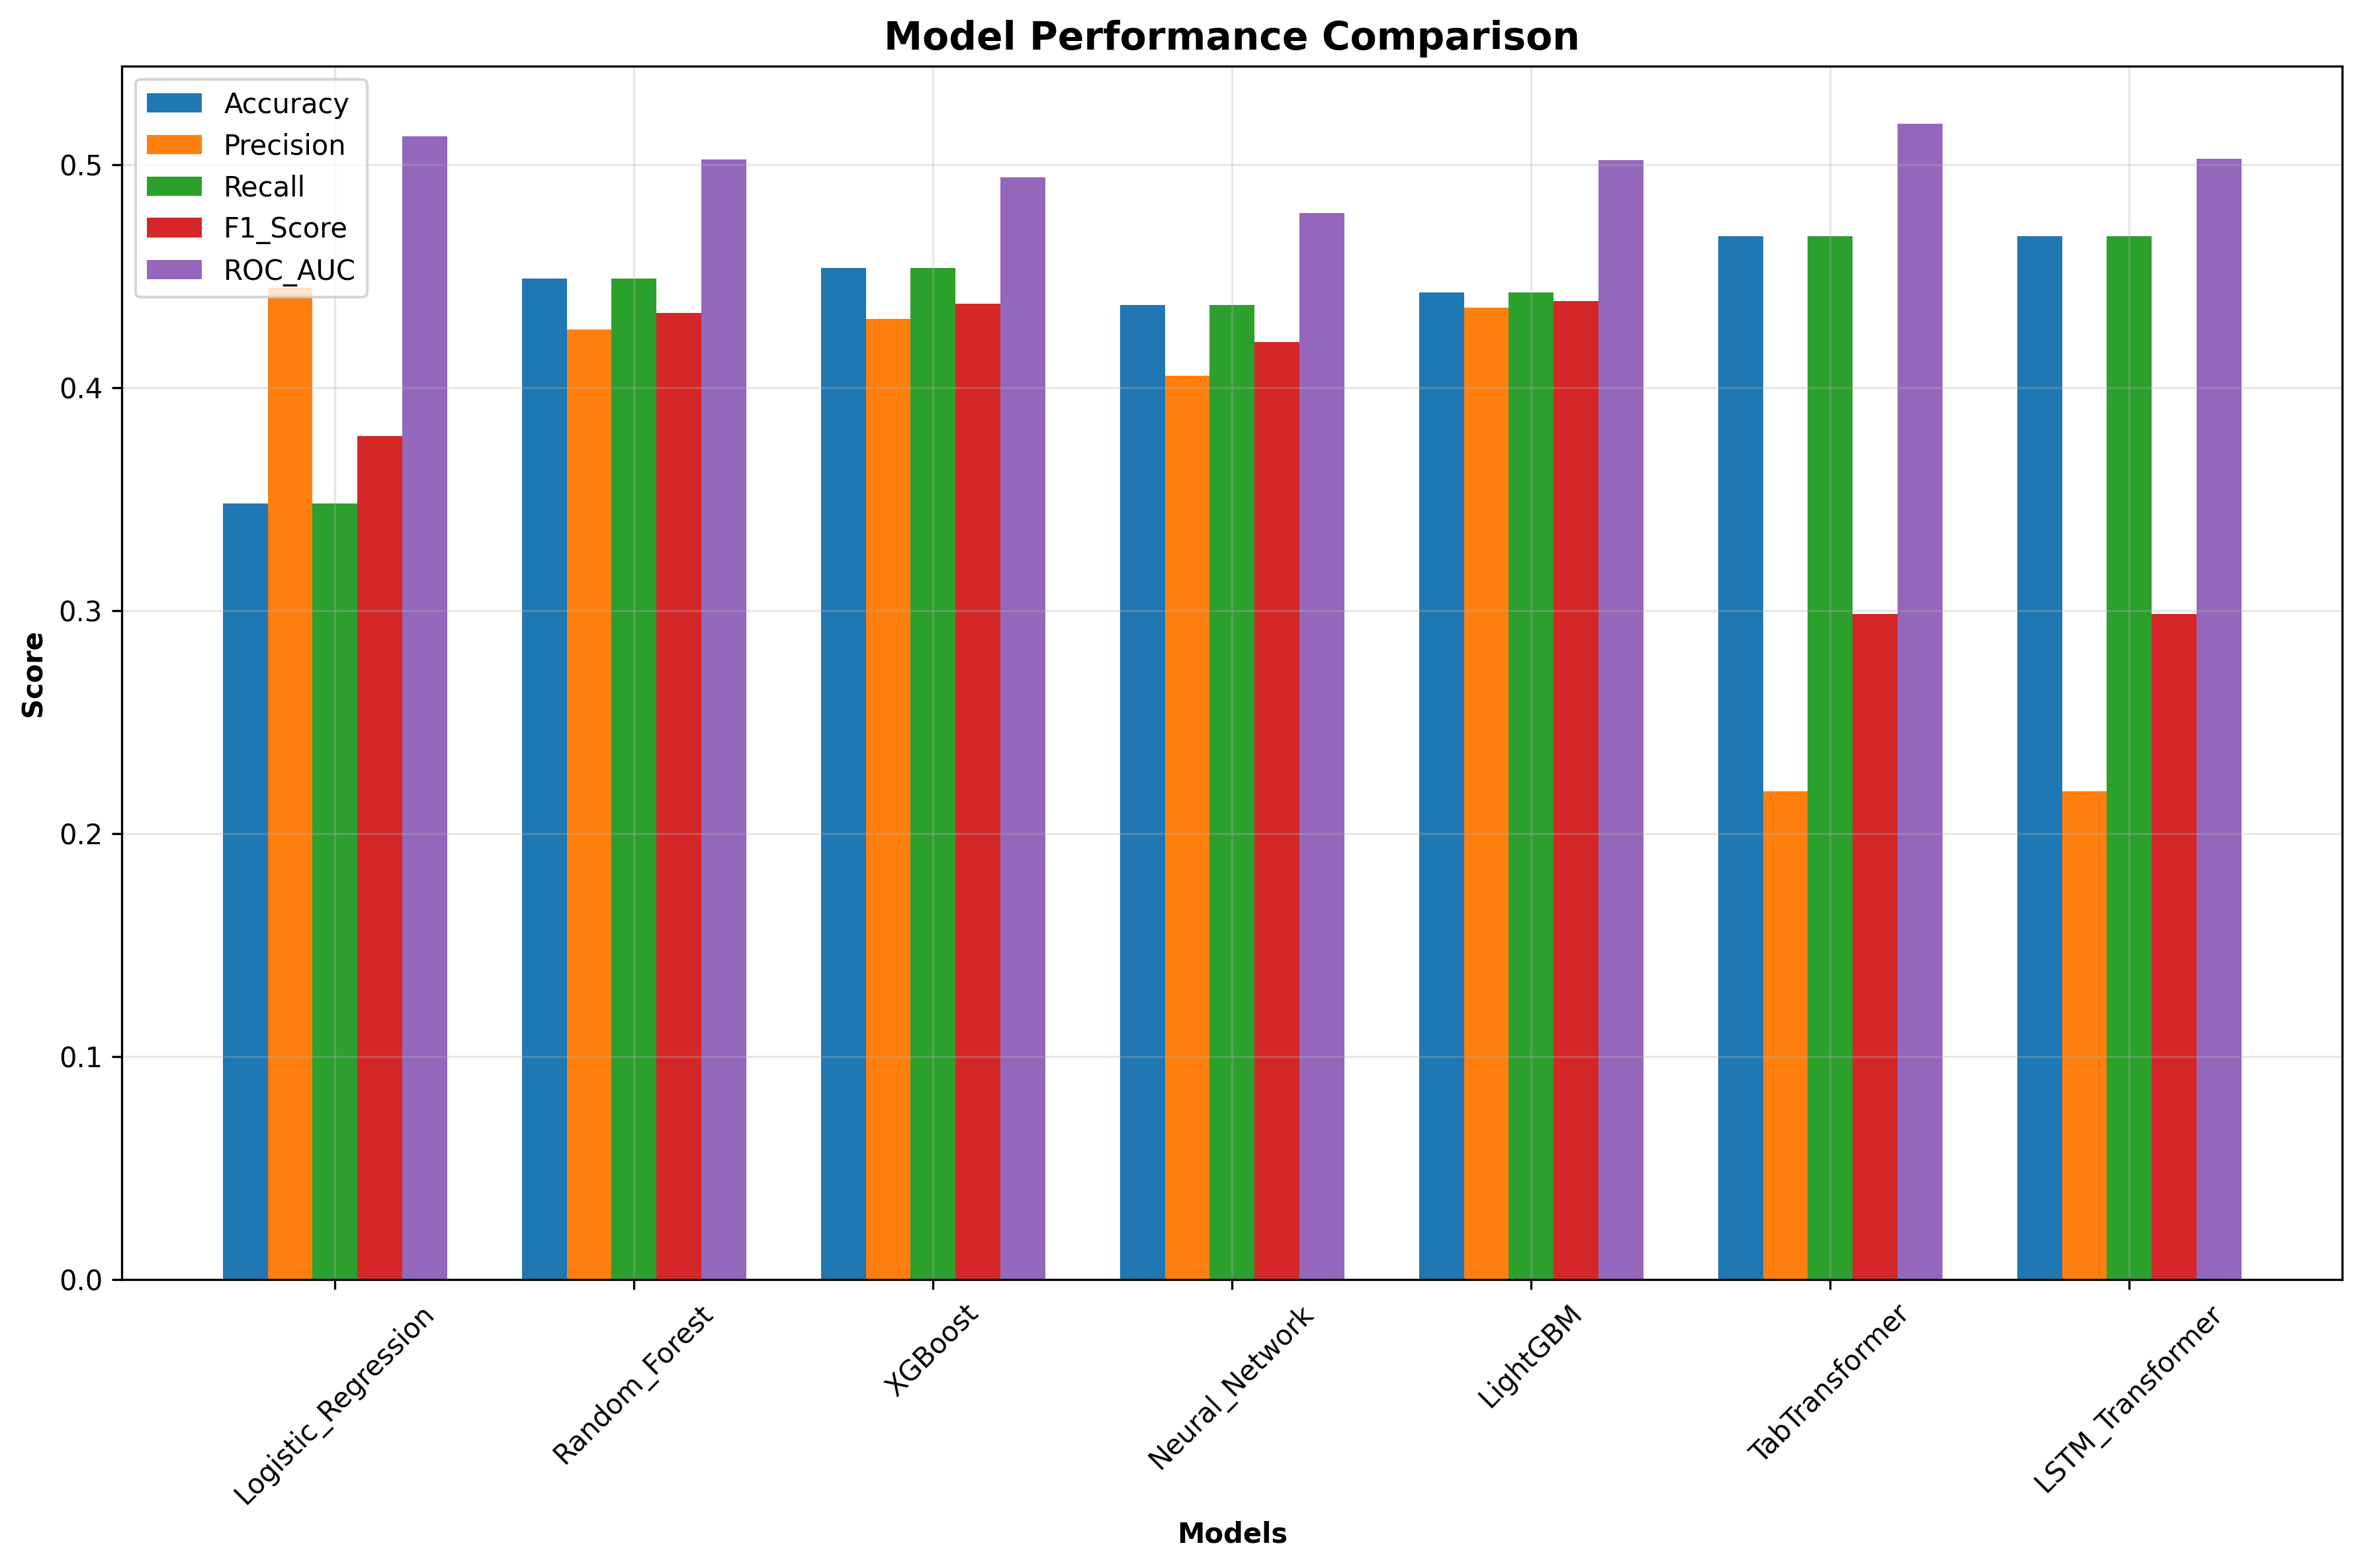 Model Performance Comparison
Accuracy
Precision
Recall
F1_Score
ROC_AUC
Score
0.5
0.4
0.3
0.2
0.1
0.0
Logistic_Regression
Random_Forest
XGBoost
Neural_Network
LightGBM
TabTransformer
LSTM_Transformer
Models